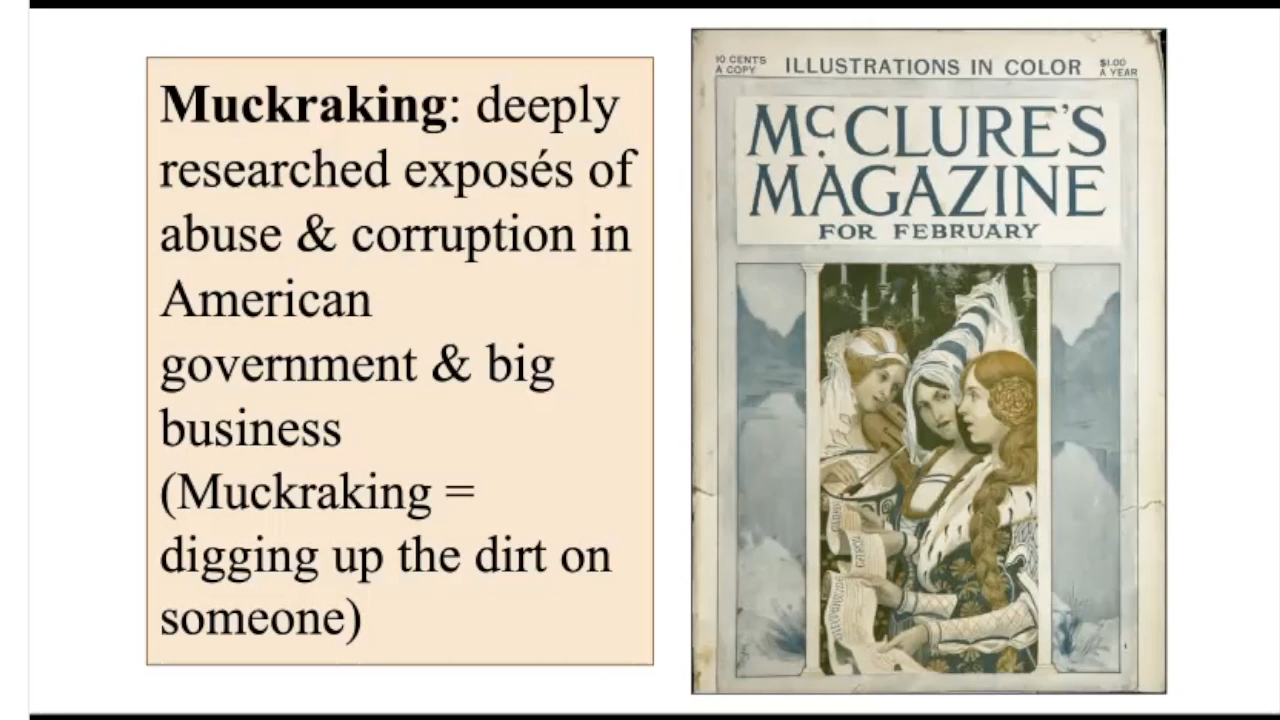 Muckraking: deeply
researched exposés of
abuse & corruption in
American
government & big
business
(Muckraking =
digging up the dirt on
someone)
10 CENTS
A COPY
ILLUSTRATIONS IN COLOR
$1.00
A YEAR
MCCLURE'S
MAGAZINE
FOR FEBRUARY